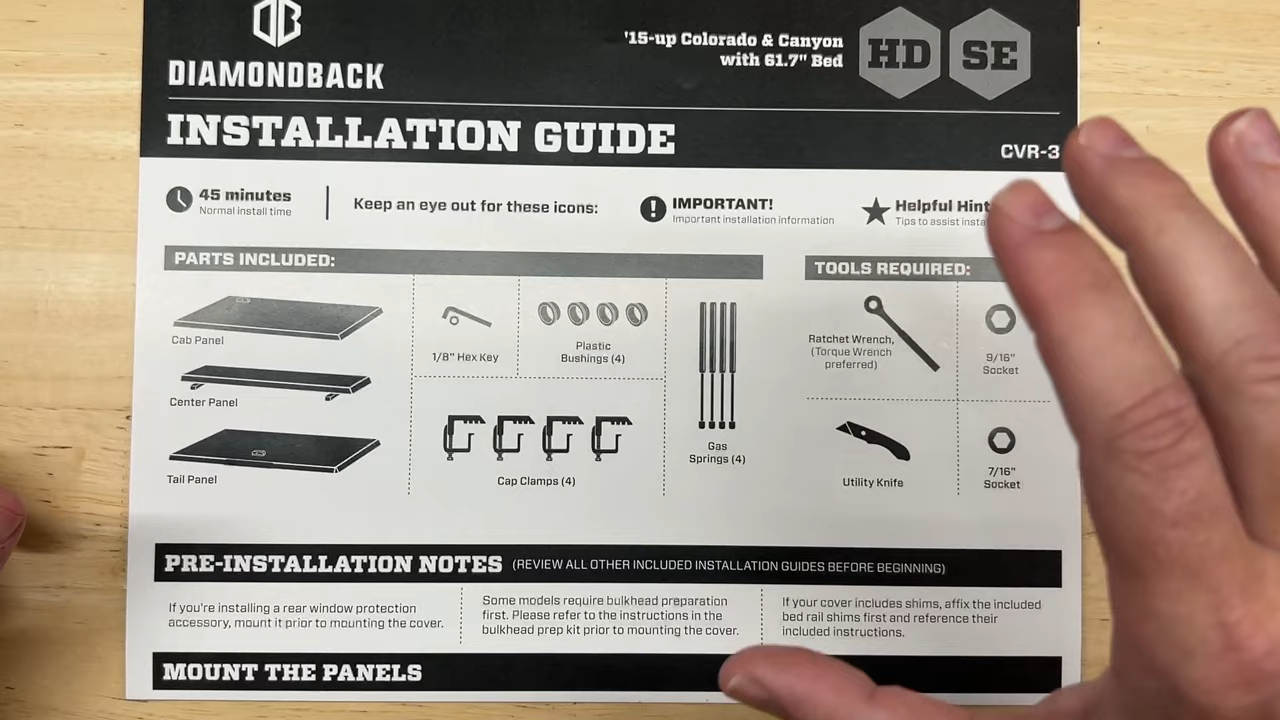 DIAMONDBACK
'15-up Colorado & Canyon
with 61.7" Bed
HD
SE
INSTALLATION GUIDE
CVR-3
45 minutes
Normal install time
Keep an eye out for these icons:
IMPORTANT!
Important installation information
Helpful Hint
Tips to assist insta
PARTS INCLUDED:
Cab Panel
Center Panel
Tail Panel
1/8" Hex Key
Plastic
Bushings (4)
Cap Clamps (4)
Gas
Springs (4)
TOOLS REQUIRED:
Ratchet Wrench,
(Torque Wrench
preferred)
9/16"
Socket
Utility Knife
7/16"
Socket
PRE-INSTALLATION NOTES (REVIEW ALL OTHER INCLUDED INSTALLATION GUIDES BEFORE BEGINNING)
If you're installing a rear window protection
accessory, mount it prior to mounting the cover.
Some models require bulkhead preparation
first. Please refer to the instructions in the
bulkhead prep kit prior to mounting the cover.
If your cover includes shims, affix the included
bed rail shims first and reference their
included instructions.
MOUNT THE PANELS